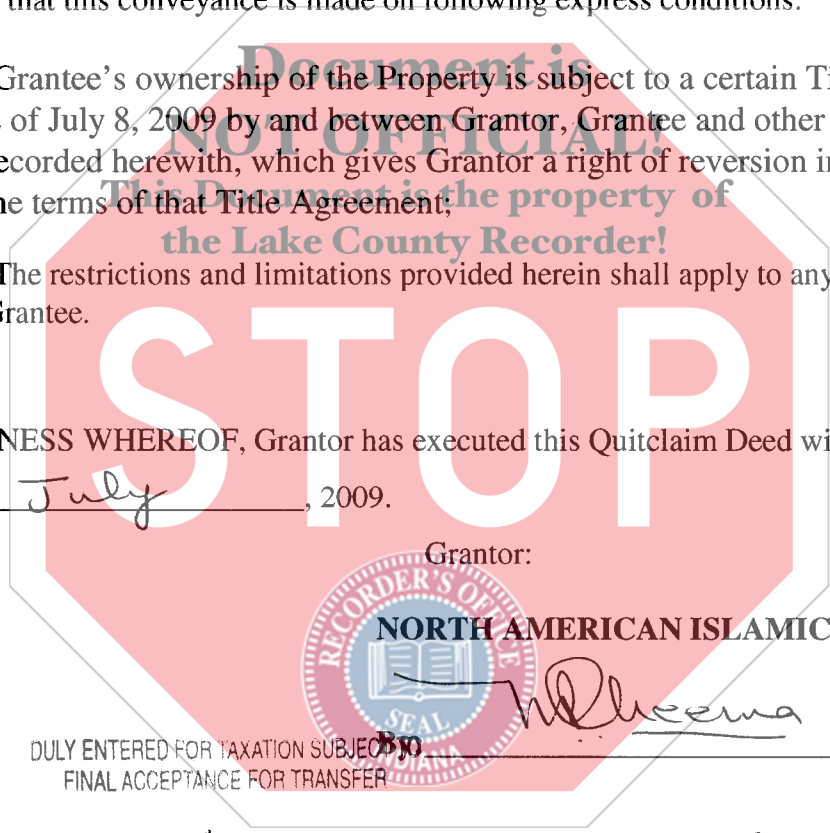 that this conveyance is made on following express conditions:
Document is
Grantee's ownership of the Property is subject to a certain Ti
of July 8, 2009 by and between Grantor, Grantee and other
NOT OFFICIAL!
ecorded herewith, which gives Grantor a right of reversion in
This Document is the property of
he terms of that Title Agreement;
the Lake County Recorder!
The restrictions and limitations provided herein shall apply to any
Grantee.
STOP
NESS WHEREOF, Grantor has executed this Quitclaim Deed wi
July, 2009.
Grantor:
RECORDER'S OFFICE
NORTH AMERICAN ISLAMIC
SEAL
INDIANA
DULY ENTERED FOR TAXATION SUBJECT
FINAL ACCEPTANCE FOR TRANSFER